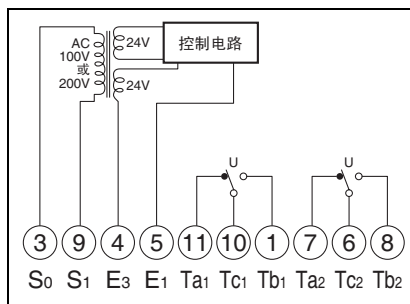 AC
100V
或
200V
24V
控制电路
24V
U
U
3 9 4 5 11 10 1 7 6 8
S0 S1 E3 E1 Ta1 Tc1 Tb1 Ta2 Tc2 Tb2